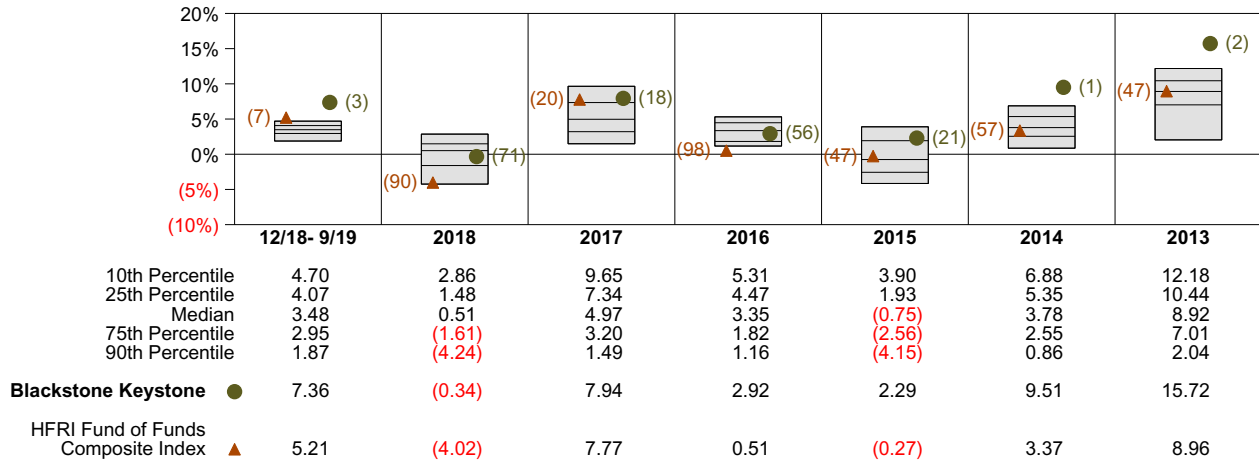 20%
15%
10%
5%
0%
(5%)
(10%)
(7) (3)
(90) (71)
(20) (18)
(98) (56)
(47) (21)
(57) (1)
(47) (2)
12/18- 9/19 2018 2017 2016 2015 2014 2013
10th Percentile 4.70 2.86 9.65 5.31 3.90 6.88 12.18
25th Percentile 4.07 1.48 7.34 4.47 1.93 5.35 10.44
Median 3.48 0.51 4.97 3.35 (0.75) 3.78 8.92
75th Percentile 2.95 (1.61) 3.20 1.82 (2.56) 2.55 7.01
90th Percentile 1.87 (4.24) 1.49 1.16 (4.15) 0.86 2.04
Blackstone Keystone 7.36 (0.34) 7.94 2.92 2.29 9.51 15.72
HFRI Fund of Funds
Composite Index 5.21 (4.02) 7.77 0.51 (0.27) 3.37 8.96